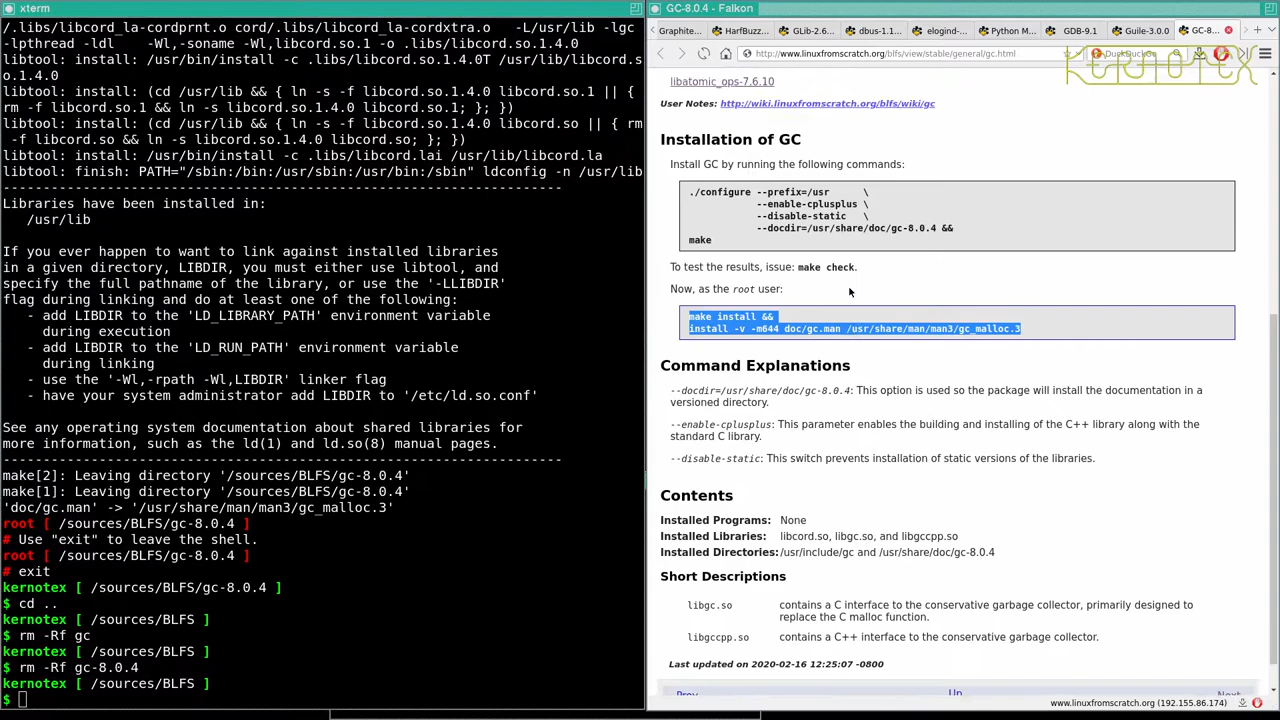 xterm
/.libs/libcord_la-cordprnt.o cord/.libs/libcord_la-cordxtra.o   -L/usr/lib -lgc
-lpthread -ldl    -Wl,-soname -Wl,libcord.so.1 -o .libs/libcord.so.1.4.0
libtool: install: /usr/bin/install -c .libs/libcord.so.1.4.0T /usr/lib/libcord.s
o.1.4.0
libtool: install: (cd /usr/lib && { ln -s -f libcord.so.1.4.0 libcord.so.1 || {
rm -f libcord.so.1 && ln -s libcord.so.1.4.0 libcord.so.1; }; })
libtool: install: (cd /usr/lib && { ln -s -f libcord.so.1.4.0 libcord.so || { rm
 -f libcord.so && ln -s libcord.so.1.4.0 libcord.so; }; })
libtool: install: /usr/bin/install -c .libs/libcord.lai /usr/lib/libcord.la
libtool: finish: PATH="/sbin:/bin:/usr/sbin:/usr/bin:/sbin" ldconfig -n /usr/lib
----------------------------------------------------------------------
Libraries have been installed in:
   /usr/lib
If you ever happen to want to link against installed libraries
in a given directory, LIBDIR, you must either use libtool, and
specify the full pathname of the library, or use the '-LLIBDIR'
flag during linking and do at least one of the following:
   - add LIBDIR to the 'LD_LIBRARY_PATH' environment variable
     during execution
   - add LIBDIR to the 'LD_RUN_PATH' environment variable
     during linking
   - use the '-Wl,-rpath -Wl,LIBDIR' linker flag
   - have your system administrator add LIBDIR to '/etc/ld.so.conf'
See any operating system documentation about shared libraries for
more information, such as the ld(1) and ld.so(8) manual pages.
----------------------------------------------------------------------
make[2]: Leaving directory '/sources/BLFS/gc-8.0.4'
make[1]: Leaving directory '/sources/BLFS/gc-8.0.4'
'doc/gc.man' -> '/usr/share/man/man3/gc_malloc.3'
root [ /sources/BLFS/gc-8.0.4 ]
# Use "exit" to leave the shell.
root [ /sources/BLFS/gc-8.0.4 ]
# exit
kernotex [ /sources/BLFS/gc-8.0.4 ]
$ cd ..
kernotex [ /sources/BLFS ]
$ rm -Rf gc
kernotex [ /sources/BLFS ]
$ rm -Rf gc-8.0.4
kernotex [ /sources/BLFS ]
$
GC-8.0.4 - Falkon
Graphite... HarfBuzz... GLib-2.6... dbus-1.1... elogind-... Python M... GDB-9.1 Guile-3.0.0 GC-8...
http://www.linuxfromscratch.org/blfs/view/stable/general/gc.html DuckDuckGo
KERNOTEX
libatomic_ops-7.6.10
User Notes: http://wiki.linuxfromscratch.org/blfs/wiki/gc
Installation of GC
Install GC by running the following commands:
./configure --prefix=/usr      \
            --enable-cplusplus \
            --disable-static   \
            --docdir=/usr/share/doc/gc-8.0.4 &&
make
To test the results, issue: make check.
Now, as the root user:
make install &&
install -v -m644 doc/gc.man /usr/share/man/man3/gc_malloc.3
Command Explanations
--docdir=/usr/share/doc/gc-8.0.4: This option is used so the package will install the documentation in a
versioned directory.
--enable-cplusplus: This parameter enables the building and installing of the C++ library along with the
standard C library.
--disable-static: This switch prevents installation of static versions of the libraries.
Contents
Installed Programs: None
Installed Libraries: libcord.so, libgc.so, and libgccpp.so
Installed Directories: /usr/include/gc and /usr/share/doc/gc-8.0.4
Short Descriptions
libgc.so contains a C interface to the conservative garbage collector, primarily designed to
replace the C malloc function.
libgccpp.so contains a C++ interface to the conservative garbage collector.
Last updated on 2020-02-16 12:25:07 -0800
Prev Up Next
www.linuxfromscratch.org (192.155.86.174)